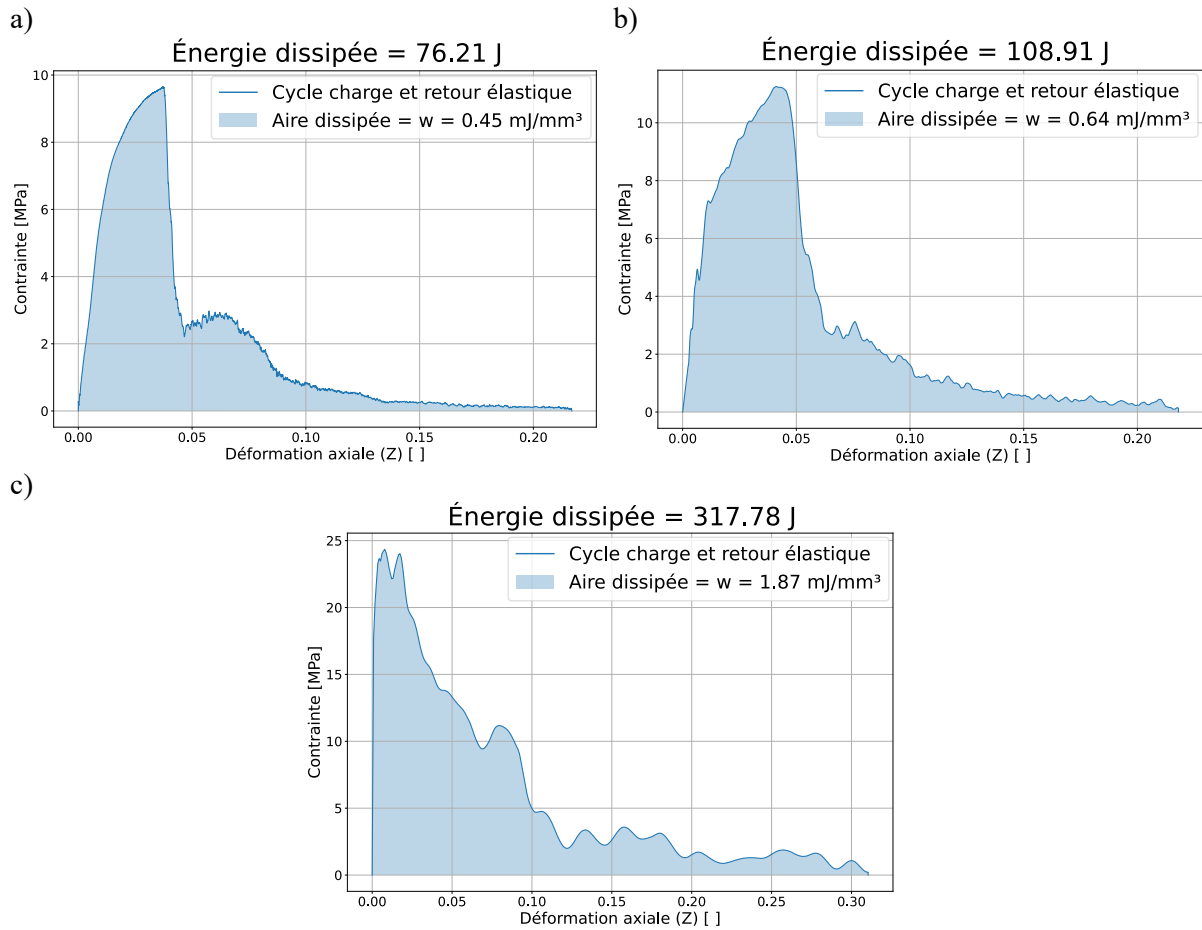 a)
Énergie dissipée = 76.21 J
Cycle charge et retour élastique
Aire dissipée = w = 0.45 mJ/mm³
Contrainte [MPa]
10
8
6
4
2
0
0.00 0.05 0.10 0.15 0.20
Déformation axiale (Z) [ ]
b)
Énergie dissipée = 108.91 J
Cycle charge et retour élastique
Aire dissipée = w = 0.64 mJ/mm³
Contrainte [MPa]
10
8
6
4
2
0
0.00 0.05 0.10 0.15 0.20
Déformation axiale (Z) [ ]
c)
Énergie dissipée = 317.78 J
Cycle charge et retour élastique
Aire dissipée = w = 1.87 mJ/mm³
Contrainte [MPa]
25
20
15
10
5
0
0.00 0.05 0.10 0.15 0.20 0.25 0.30
Déformation axiale (Z) [ ]